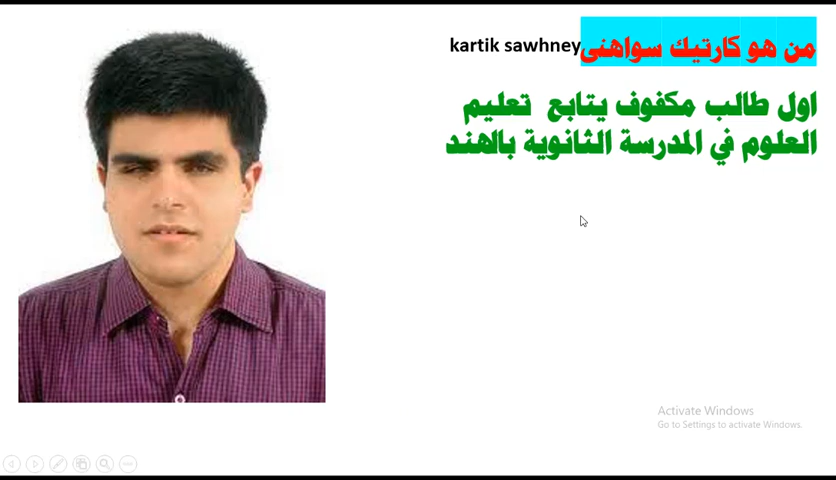 من هو كارتيك سواهنى kartik sawhney
اول طالب مكفوف يتابع تعليم
العلوم في المدرسة الثانوية بالهند
Activate Windows
Go to Settings to activate Windows.